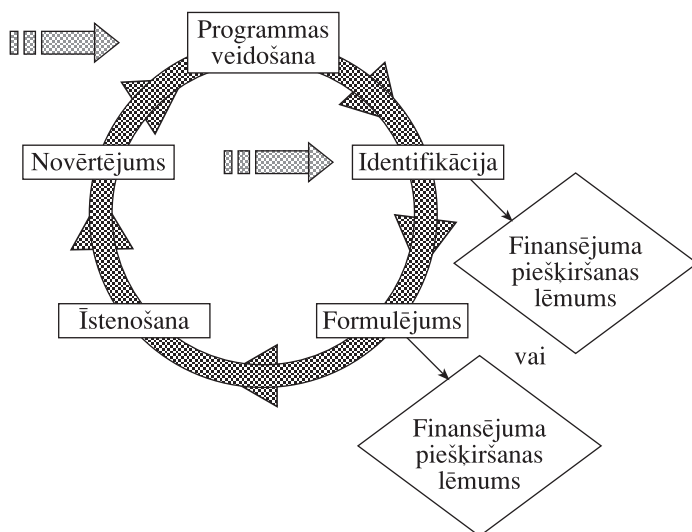 Programmas
veidošana
Novērtējums
Identifikācija
Finansējuma
piešķiršanas
lēmums
Īstenošana
Formulējums
vai
Finansējuma
piešķiršanas
lēmums